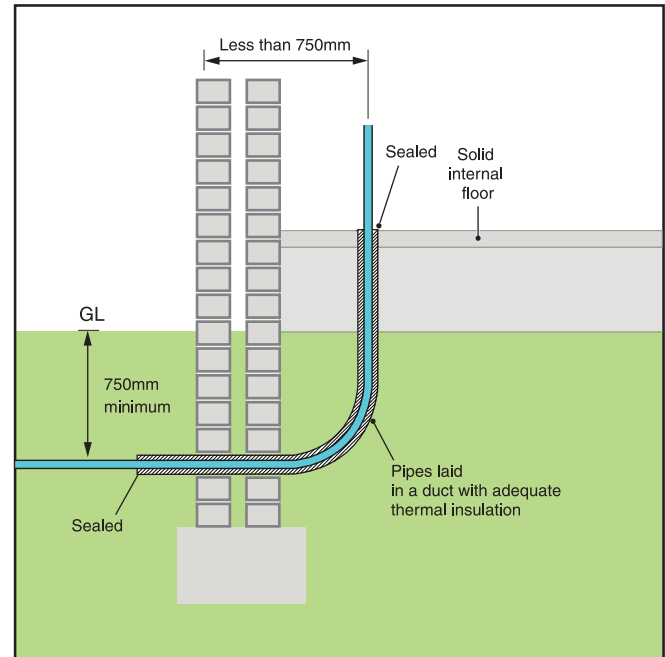 Less than 750mm
Sealed
Solid
internal
floor
GL
750mm
minimum
Pipes laid
in a duct with adequate
thermal insulation
Sealed